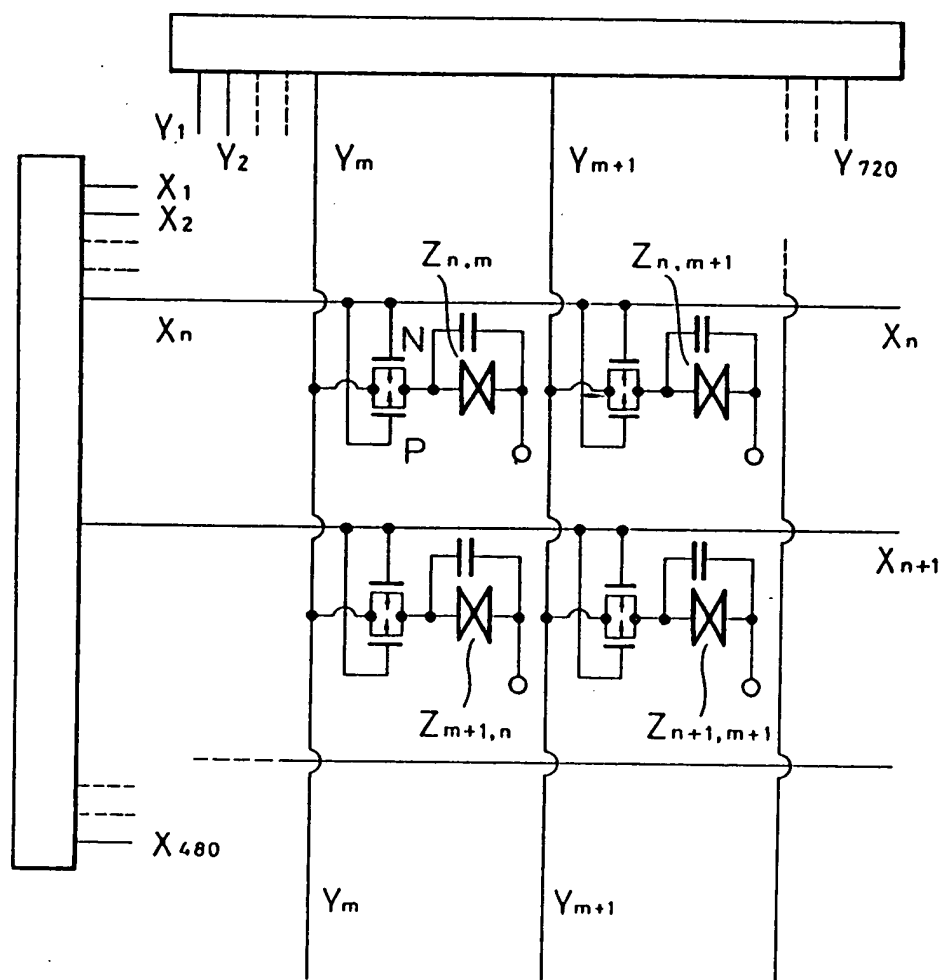 Y1
Y2
Ym
Ym+1
Y720
X1
X2
Zn,m
Zn,m+1
Xn
N
Xn
P
Xn+1
Zm+1,n
Zn+1,m+1
X480
Ym
Ym+1